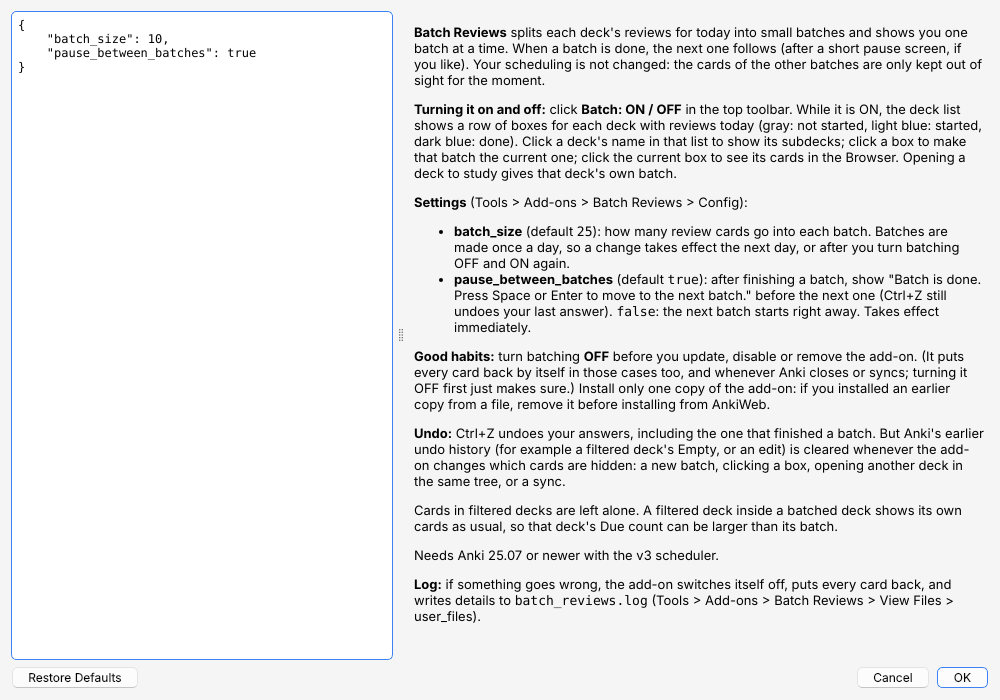 {
    "batch_size": 10,
    "pause_between_batches": true
}
Batch Reviews splits each deck's reviews for today into small batches and shows you one
batch at a time. When a batch is done, the next one follows (after a short pause screen, if
you like). Your scheduling is not changed: the cards of the other batches are only kept out of
sight for the moment.
Turning it on and off: click Batch: ON / OFF in the top toolbar. While it is ON, the deck list
shows a row of boxes for each deck with reviews today (gray: not started, light blue: started,
dark blue: done). Click a deck's name in that list to show its subdecks; click a box to make
that batch the current one; click the current box to see its cards in the Browser. Opening a
deck to study gives that deck's own batch.
Settings (Tools > Add-ons > Batch Reviews > Config):
• batch_size (default 25): how many review cards go into each batch. Batches are
made once a day, so a change takes effect the next day, or after you turn batching
OFF and ON again.
• pause_between_batches (default true): after finishing a batch, show "Batch is done.
Press Space or Enter to move to the next batch." before the next one (Ctrl+Z still
undoes your last answer). false: the next batch starts right away. Takes effect
immediately.
Good habits: turn batching OFF before you update, disable or remove the add-on. (It puts
every card back by itself in those cases too, and whenever Anki closes or syncs; turning it
OFF first just makes sure.) Install only one copy of the add-on: if you installed an earlier
copy from a file, remove it before installing from AnkiWeb.
Undo: Ctrl+Z undoes your answers, including the one that finished a batch. But Anki's earlier
undo history (for example a filtered deck's Empty, or an edit) is cleared whenever the add-
on changes which cards are hidden: a new batch, clicking a box, opening another deck in
the same tree, or a sync.
Cards in filtered decks are left alone. A filtered deck inside a batched deck shows its own
cards as usual, so that deck's Due count can be larger than its batch.
Needs Anki 25.07 or newer with the v3 scheduler.
Log: if something goes wrong, the add-on switches itself off, puts every card back, and
writes details to batch_reviews.log (Tools > Add-ons > Batch Reviews > View Files >
user_files).
Restore Defaults
Cancel
OK